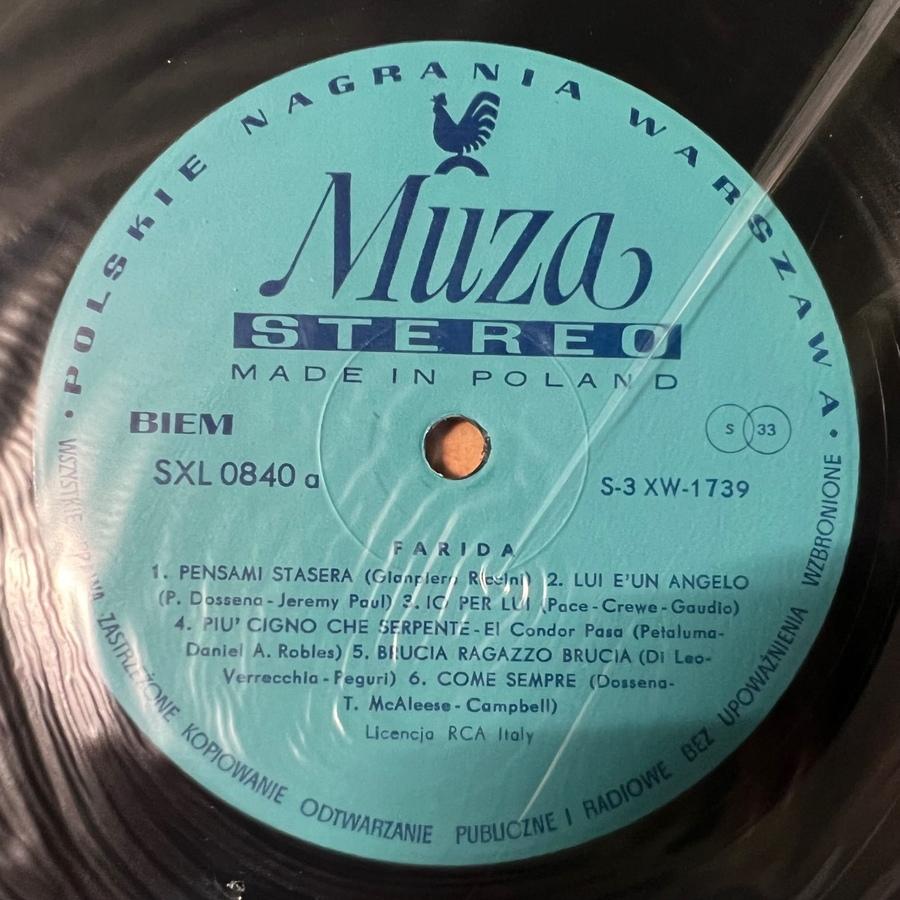 • POLSKIE NAGRANIA WARSZAWA •
Muza
STEREO
MADE IN POLAND
BIEM
S 33
SXL 0840 a
S-3 XW-1739
FARIDA
1. PENSAMI STASERA (Gianpiero Riccini) 2. LUI E'UN ANGELO
(P. Dossena-Jeremy Paul) 3. IO PER LUI (Pace-Crewe-Gaudio)
4. PIU' CIGNO CHE SERPENTE-El Condor Pasa (Petaluma-
Daniel A. Robles) 5. BRUCIA RAGAZZO BRUCIA (Di Leo-
Verrecchia-Peguri) 6. COME SEMPRE (Dossena-
T. McAleese-Campbell)
Licencja RCA Italy
WSZYSTKIE PRAWA ZASTRZEŻONE KOPIOWANIE ODTWARZANIE PUBLICZNE I RADIOWE BEZ UPOWAŻNIENIA WZBRONIONE